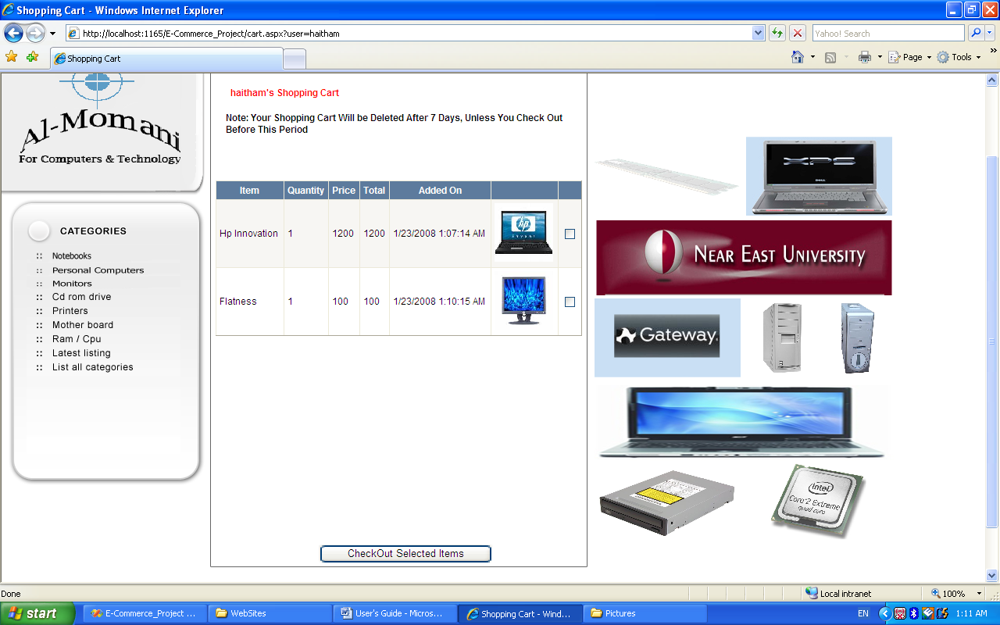 Shopping Cart - Windows Internet Explorer
http://localhost:1165/E-Commerce_Project/cart.aspx?user=haitham
Yahoo! Search
Shopping Cart
Page
Tools
»
Al-Momani
For Computers & Technology
CATEGORIES
:: Notebooks
:: Personal Computers
:: Monitors
:: Cd rom drive
:: Printers
:: Mother board
:: Ram / Cpu
:: Latest listing
:: List all categories
haitham's Shopping Cart
Note: Your Shopping Cart Will be Deleted After 7 Days, Unless You Check Out
Before This Period
Item Quantity Price Total Added On
Hp Innovation 1 1200 1200 1/23/2008 1:07:14 AM
hp
Flatness 1 100 100 1/23/2008 1:10:15 AM
CheckOut Selected Items
XPS
DELL
NEAR EAST UNIVERSITY
Gateway
intel
Core 2 Extreme
quad core
Done
Local intranet
100%
start
E-Commerce_Project ...
WebSites
User's Guide - Micros...
Shopping Cart - Wind...
Pictures
EN
1:11 AM